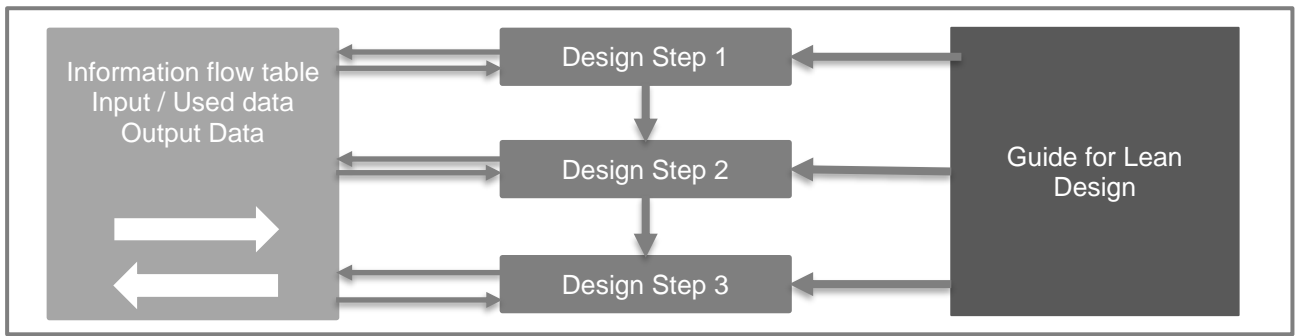 Information flow table
Input / Used data
Output Data
Design Step 1
Design Step 2
Design Step 3
Guide for Lean
Design